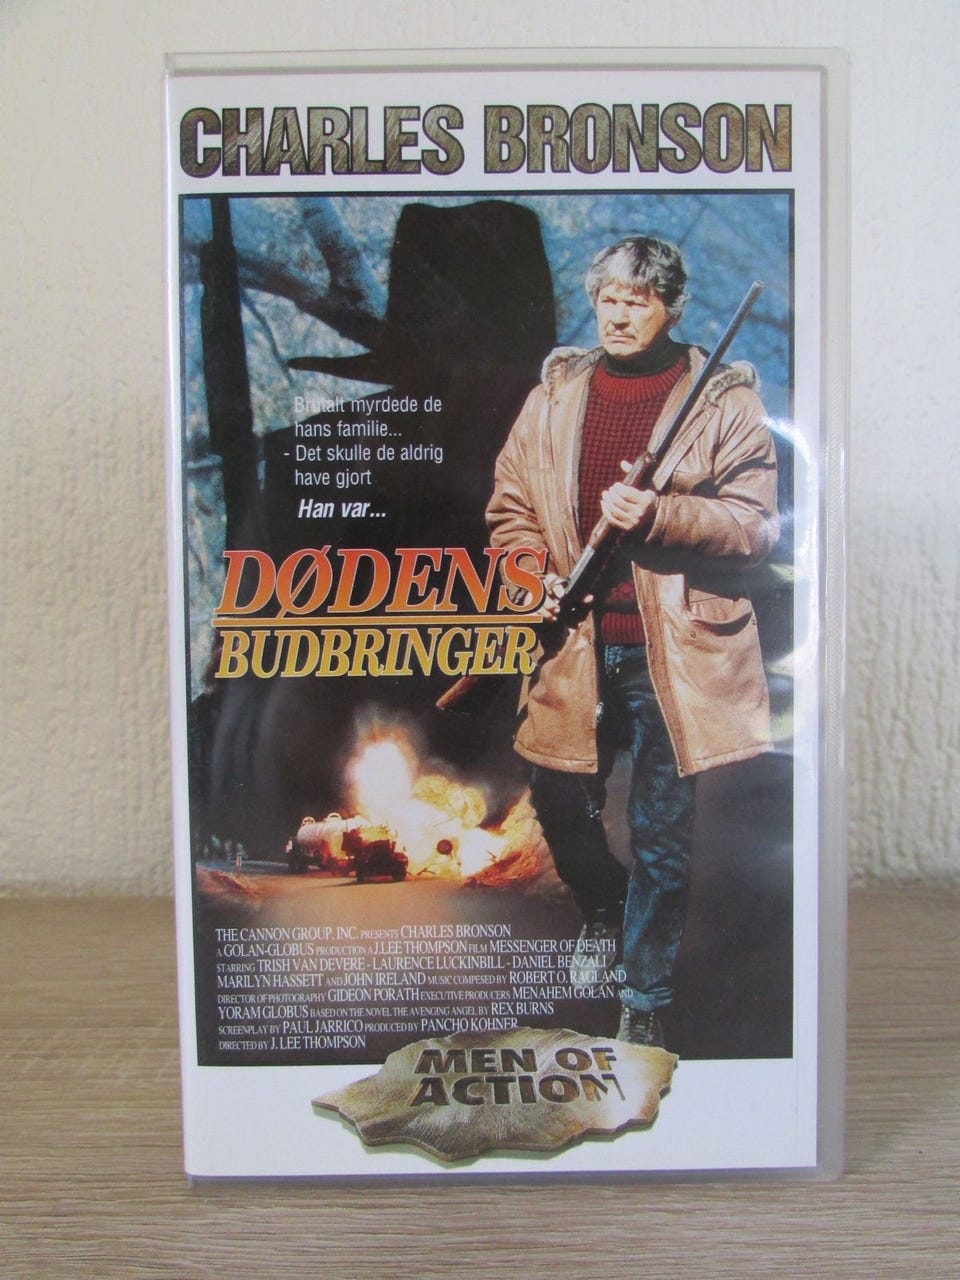 CHARLES BRONSON
Brutalt myrdede de
hans familie...
- Det skulle de aldrig
have gjort
Han var...
DØDENS
BUDBRINGER
THE CANNON GROUP, INC. PRESENTS CHARLES BRONSON
A GOLAN-GLOBUS PRODUCTION A J. LEE THOMPSON FILM MESSENGER OF DEATH
STARRING TRISH VAN DEVERE - LAURENCE LUCKINBILL - DANIEL BENZALI
MARILYN HASSETT AND JOHN IRELAND MUSIC COMPOSED BY ROBERT O. RAGLAND
DIRECTOR OF PHOTOGRAPHY GIDEON PORATH EXECUTIVE PRODUCERS MENAHEM GOLAN AND
YORAM GLOBUS BASED ON THE NOVEL THE AVENGING ANGEL BY REX BURNS
SCREENPLAY BY PAUL JARRICO PRODUCED BY PANCHO KOHNER
DIRECTED BY J. LEE THOMPSON
MEN OF
ACTION